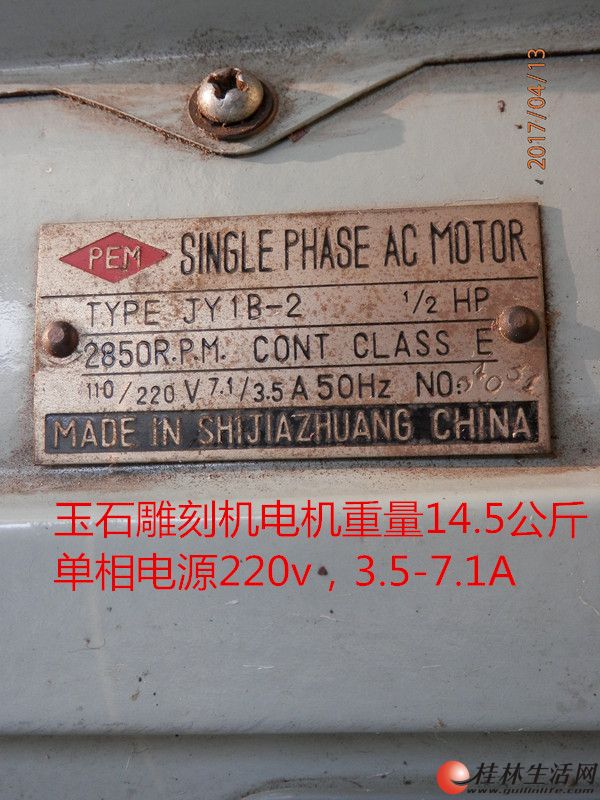 2017/04/13
PEM SINGLE PHASE AC MOTOR
TYPE JY1B-2 1/2 HP
2850R.P.M. CONT CLASS E
110/220 V 7.1/3.5 A 50Hz NO:
MADE IN SHIJIAZHUANG CHINA
玉石雕刻机电机重量14.5公斤
单相电源220v，3.5-7.1A
桂林生活网
www.guilinlife.com